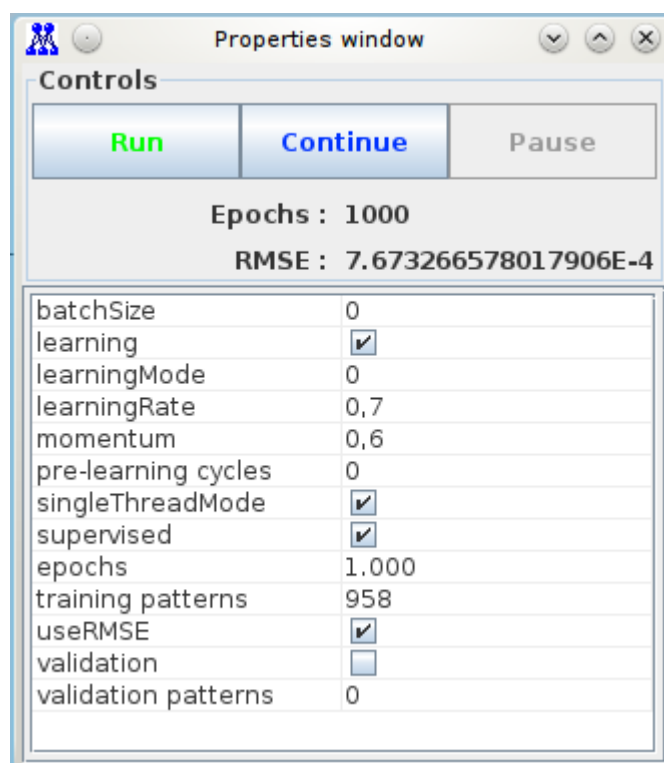 Properties window
Controls
Run Continue Pause
Epochs : 1000
RMSE : 7.673266578017906E-4
batchSize 0
learning
learningMode 0
learningRate 0,7
momentum 0,6
pre-learning cycles 0
singleThreadMode
supervised
epochs 1.000
training patterns 958
useRMSE
validation
validation patterns 0